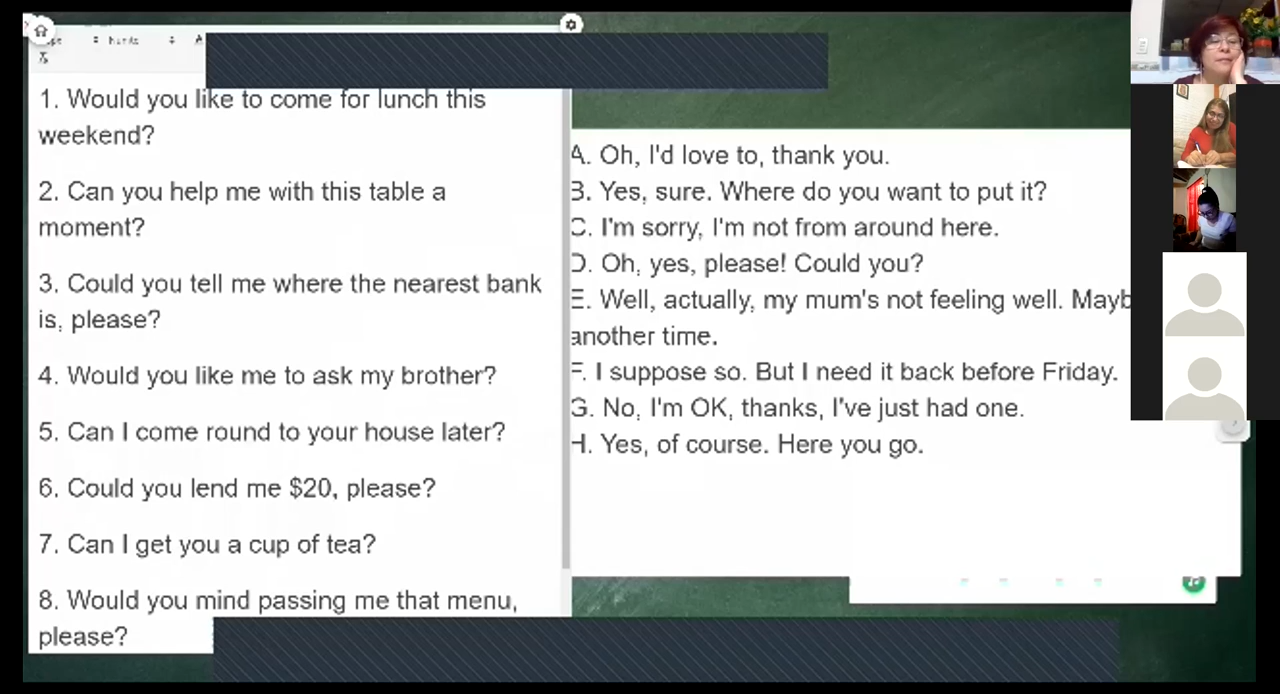 1. Would you like to come for lunch this
weekend?
2. Can you help me with this table a
moment?
3. Could you tell me where the nearest bank
is, please?
4. Would you like me to ask my brother?
5. Can I come round to your house later?
6. Could you lend me $20, please?
7. Can I get you a cup of tea?
8. Would you mind passing me that menu,
please?
A. Oh, I'd love to, thank you.
B. Yes, sure. Where do you want to put it?
C. I'm sorry, I'm not from around here.
D. Oh, yes, please! Could you?
E. Well, actually, my mum's not feeling well. Mayb
another time.
F. I suppose so. But I need it back before Friday.
G. No, I'm OK, thanks, I've just had one.
H. Yes, of course. Here you go.